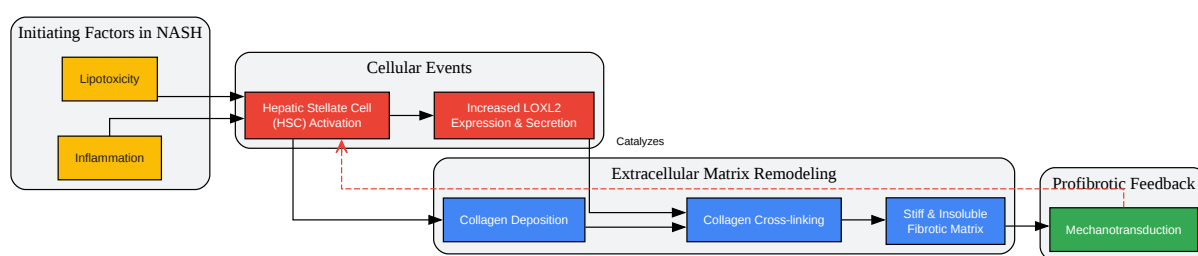 Initiating Factors in NASH
Lipotoxicity
Inflammation
Cellular Events
Hepatic Stellate Cell
(HSC) Activation
Increased LOXL2
Expression & Secretion
Catalyzes
Extracellular Matrix Remodeling
Collagen Deposition
Collagen Cross-linking
Stiff & Insoluble
Fibrotic Matrix
Profibrotic Feedback
Mechanotransduction